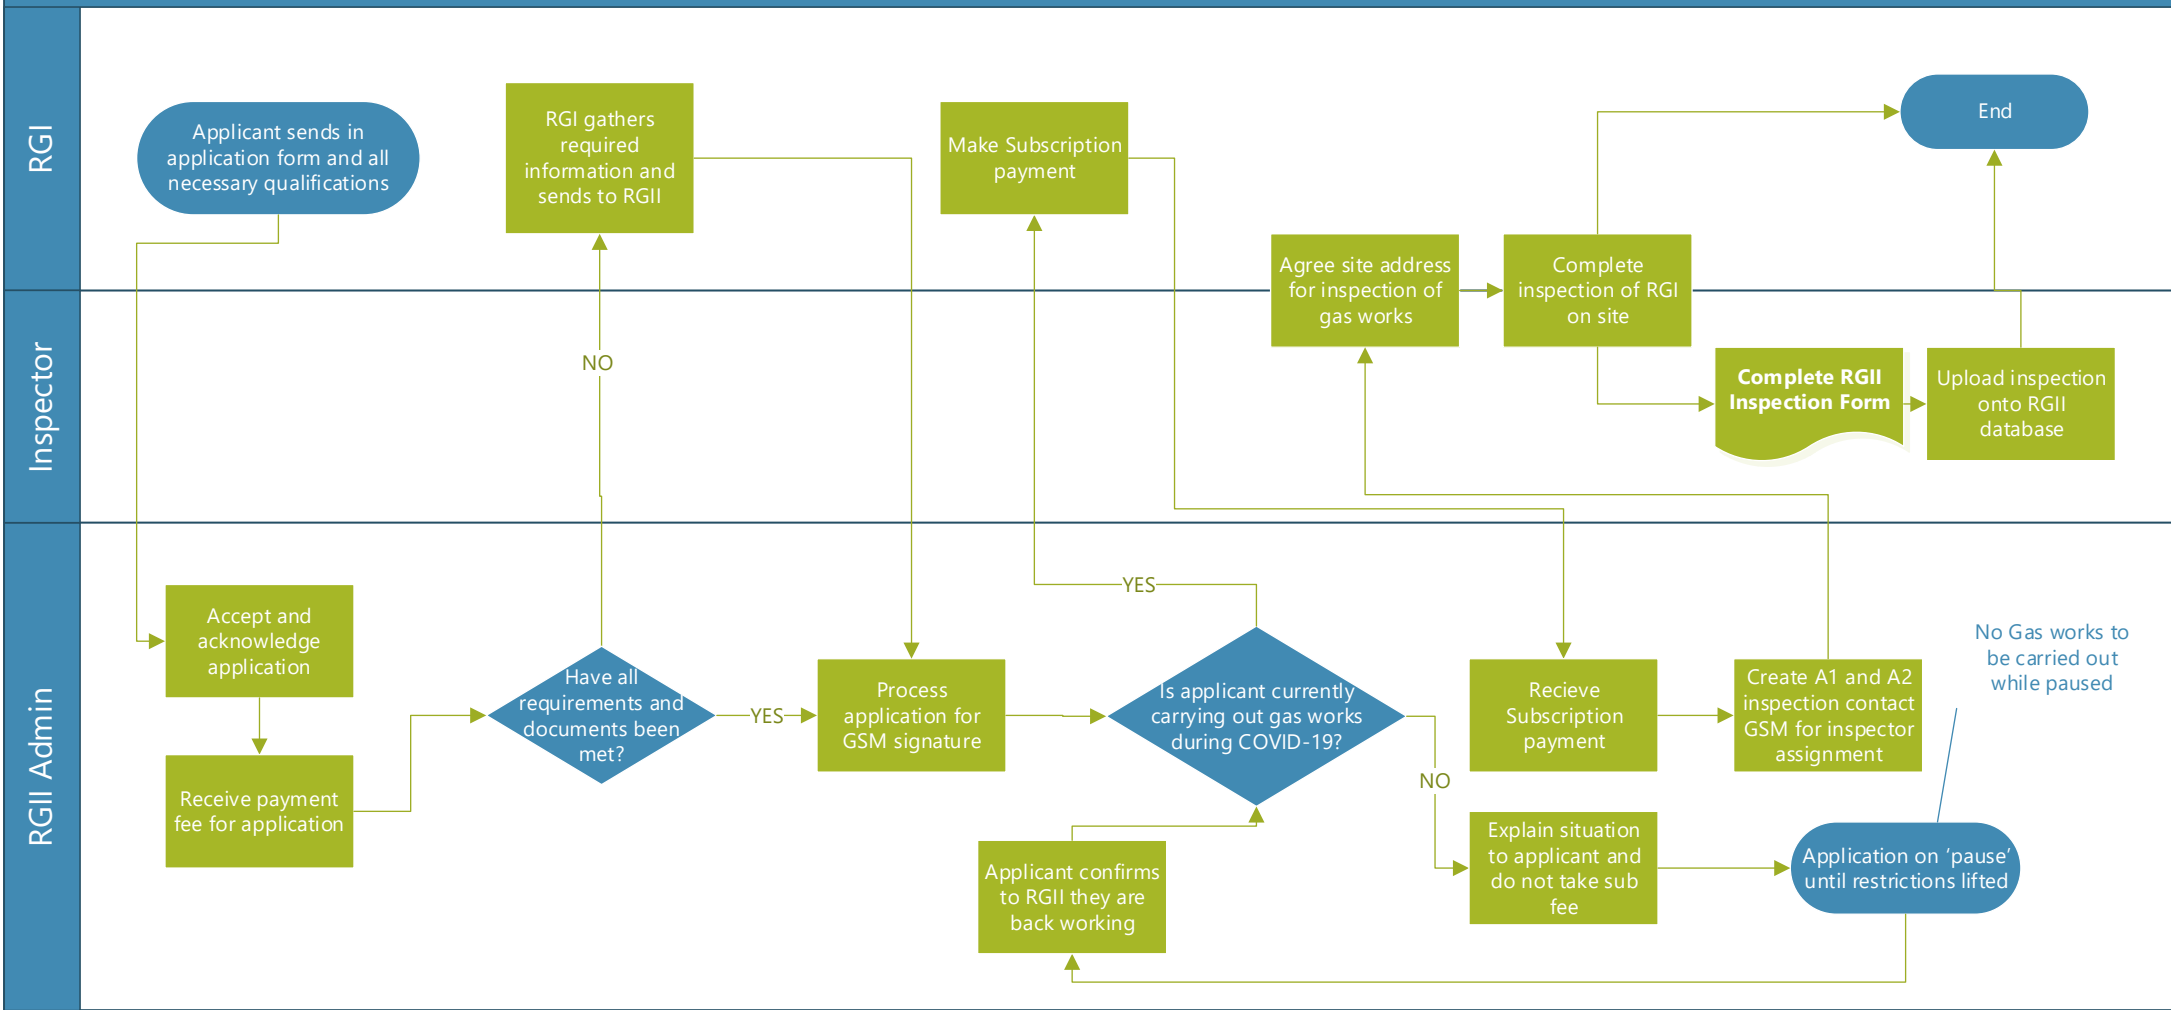 RGI
Applicant sends in
application form and all
necessary qualifications
RGI gathers
required
information and
sends to RGII
Make Subscription
payment
End
Agree site address
for inspection of
gas works
Complete
inspection of RGI
on site
Inspector
NO
Complete RGII
Inspection Form
Upload inspection
onto RGII
database
RGII Admin
Accept and
acknowledge
application
Receive payment
fee for application
Have all
requirements and
documents been
met?
YES
Process
application for
GSM signature
YES
Is applicant currently
carrying out gas works
during COVID-19?
NO
Applicant confirms
to RGII they are
back working
Recieve
Subscription
payment
Create A1 and A2
inspection contact
GSM for inspector
assignment
Explain situation
to applicant and
do not take sub
fee
No Gas works to
be carried out
while paused
Application on ‘pause’
until restrictions lifted